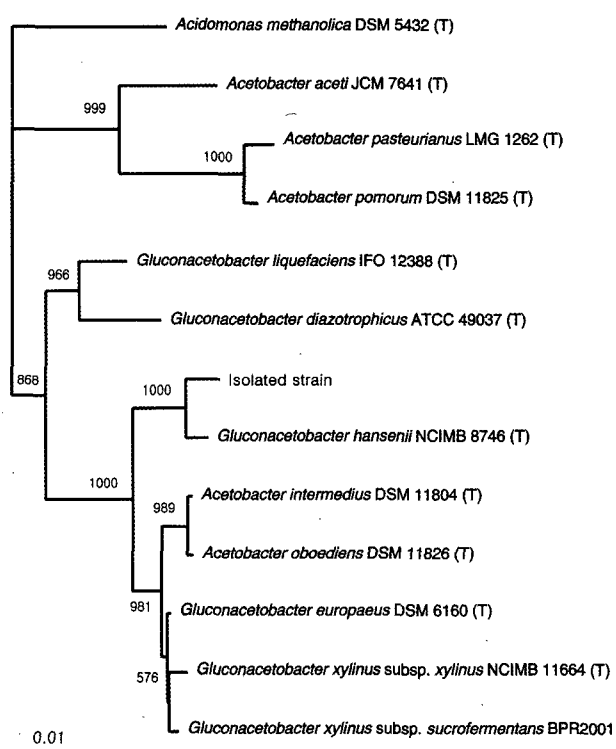 Acidomonas methanolica DSM 5432 (T)
Acetobacter aceti JCM 7641 (T)
999
Acetobacter pasteurianus LMG 1262 (T)
1000
Acetobacter pomorum DSM 11825 (T)
Gluconacetobacter liquefaciens IFO 12388 (T)
966
Gluconacetobacter diazotrophicus ATCC 49037 (T)
868
Isolated strain
1000
Gluconacetobacter hansenii NCIMB 8746 (T)
1000
Acetobacter intermedius DSM 11804 (T)
989
Acetobacter oboediens DSM 11826 (T)
981
Gluconacetobacter europaeus DSM 6160 (T)
Gluconacetobacter xylinus subsp. xylinus NCIMB 11664 (T)
576
Gluconacetobacter xylinus subsp. sucrofermentans BPR2001
0.01